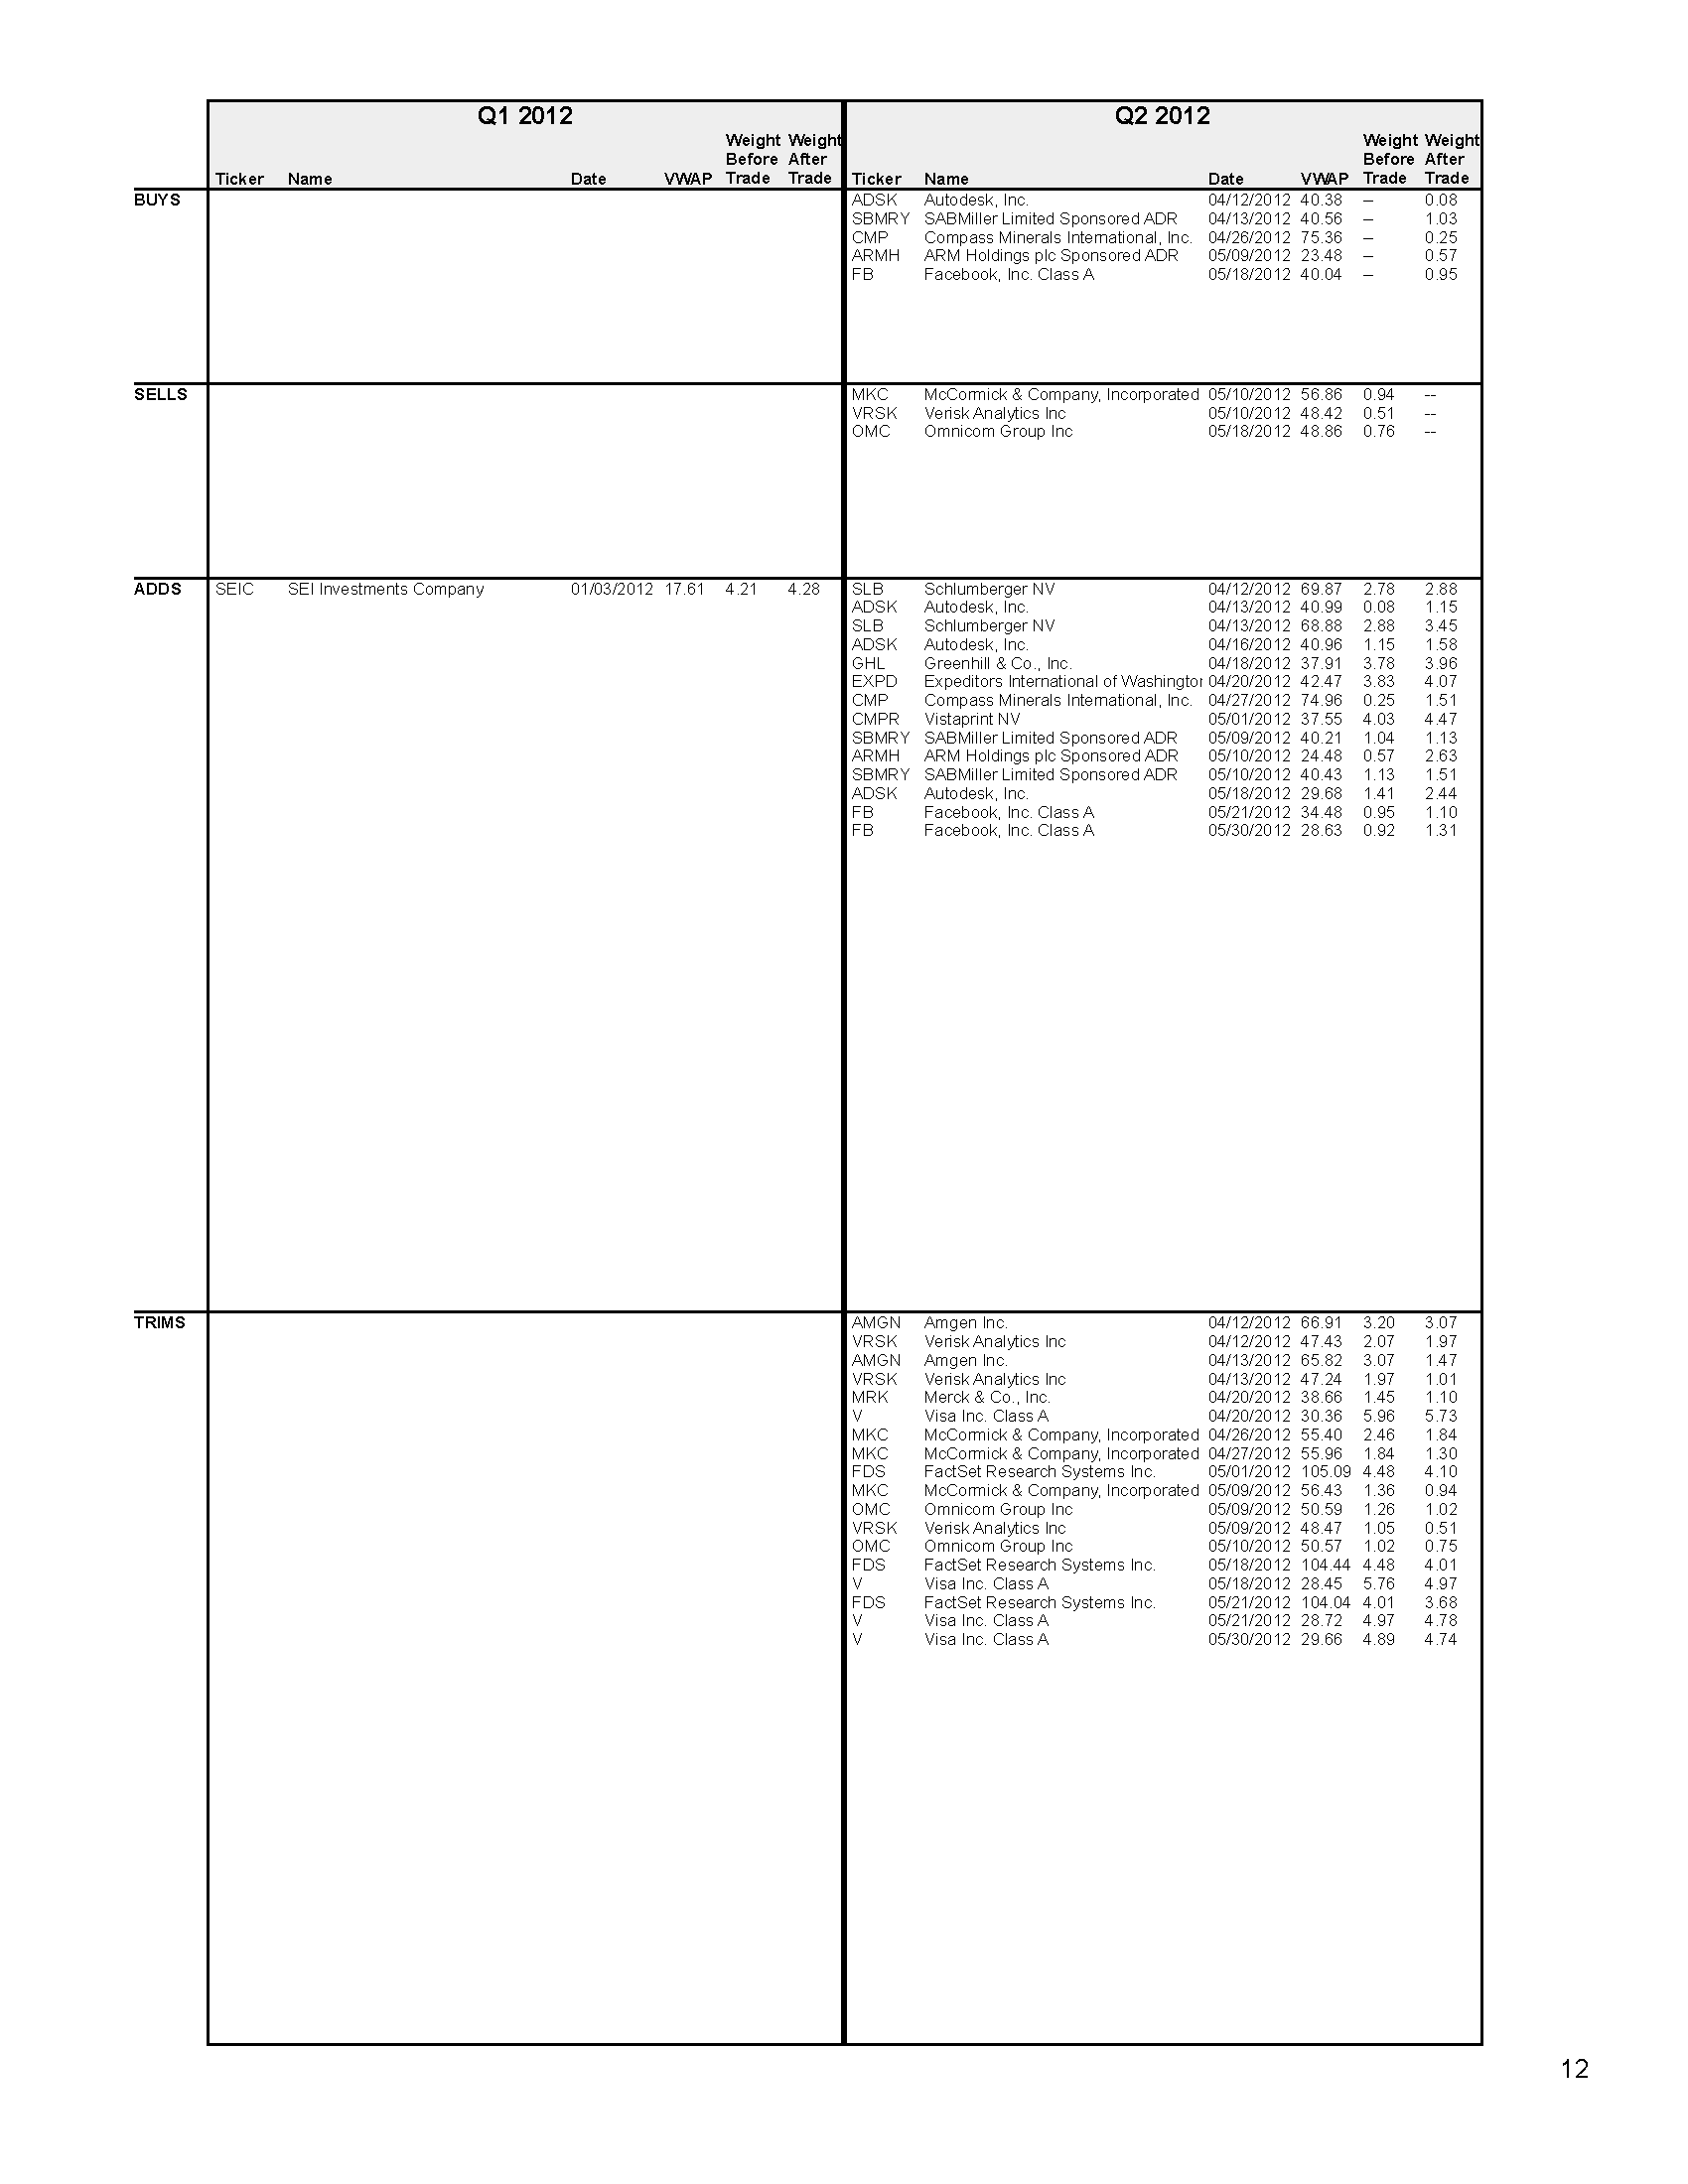 Q1 2012
Q2 2012
Weight Weight
Before After
Ticker Name Date VWAP Trade Trade
Weight Weight
Before After
Ticker Name Date VWAP Trade Trade
BUYS
ADSK Autodesk, Inc. 04/12/2012 40.38 – 0.08
SBMRY SABMiller Limited Sponsored ADR 04/13/2012 40.56 – 1.03
CMP Compass Minerals International, Inc. 04/26/2012 75.36 – 0.25
ARMH ARM Holdings plc Sponsored ADR 05/09/2012 23.48 – 0.57
FB Facebook, Inc. Class A 05/18/2012 40.04 – 0.95
SELLS
MKC McCormick & Company, Incorporated 05/10/2012 56.86 0.94 --
VRSK Verisk Analytics Inc 05/10/2012 48.42 0.51 --
OMC Omnicom Group Inc 05/18/2012 48.86 0.76 --
ADDS
SEIC SEI Investments Company 01/03/2012 17.61 4.21 4.28
SLB Schlumberger NV 04/12/2012 69.87 2.78 2.88
ADSK Autodesk, Inc. 04/13/2012 40.99 0.08 1.15
SLB Schlumberger NV 04/13/2012 68.88 2.88 3.45
ADSK Autodesk, Inc. 04/16/2012 40.96 1.15 1.58
GHL Greenhill & Co., Inc. 04/18/2012 37.91 3.78 3.96
EXPD Expeditors International of Washington 04/20/2012 42.47 3.83 4.07
CMP Compass Minerals International, Inc. 04/27/2012 74.96 0.25 1.51
CMPR Vistaprint NV 05/01/2012 37.55 4.03 4.47
SBMRY SABMiller Limited Sponsored ADR 05/09/2012 40.21 1.04 1.13
ARMH ARM Holdings plc Sponsored ADR 05/10/2012 24.48 0.57 2.63
SBMRY SABMiller Limited Sponsored ADR 05/10/2012 40.43 1.13 1.51
ADSK Autodesk, Inc. 05/18/2012 29.68 1.41 2.44
FB Facebook, Inc. Class A 05/21/2012 34.48 0.95 1.10
FB Facebook, Inc. Class A 05/30/2012 28.63 0.92 1.31
TRIMS
AMGN Amgen Inc. 04/12/2012 66.91 3.20 3.07
VRSK Verisk Analytics Inc 04/12/2012 47.43 2.07 1.97
AMGN Amgen Inc. 04/13/2012 65.82 3.07 1.47
VRSK Verisk Analytics Inc 04/13/2012 47.24 1.97 1.01
MRK Merck & Co., Inc. 04/20/2012 38.66 1.45 1.10
V Visa Inc. Class A 04/20/2012 30.36 5.96 5.73
MKC McCormick & Company, Incorporated 04/26/2012 55.40 2.46 1.84
MKC McCormick & Company, Incorporated 04/27/2012 55.96 1.84 1.30
FDS FactSet Research Systems Inc. 05/01/2012 105.09 4.48 4.10
MKC McCormick & Company, Incorporated 05/09/2012 56.43 1.36 0.94
OMC Omnicom Group Inc 05/09/2012 50.59 1.26 1.02
VRSK Verisk Analytics Inc 05/09/2012 48.47 1.05 0.51
OMC Omnicom Group Inc 05/10/2012 50.57 1.02 0.75
FDS FactSet Research Systems Inc. 05/18/2012 104.44 4.48 4.01
V Visa Inc. Class A 05/18/2012 28.45 5.76 4.97
FDS FactSet Research Systems Inc. 05/21/2012 104.04 4.01 3.68
V Visa Inc. Class A 05/21/2012 28.72 4.97 4.78
V Visa Inc. Class A 05/30/2012 29.66 4.89 4.74
12